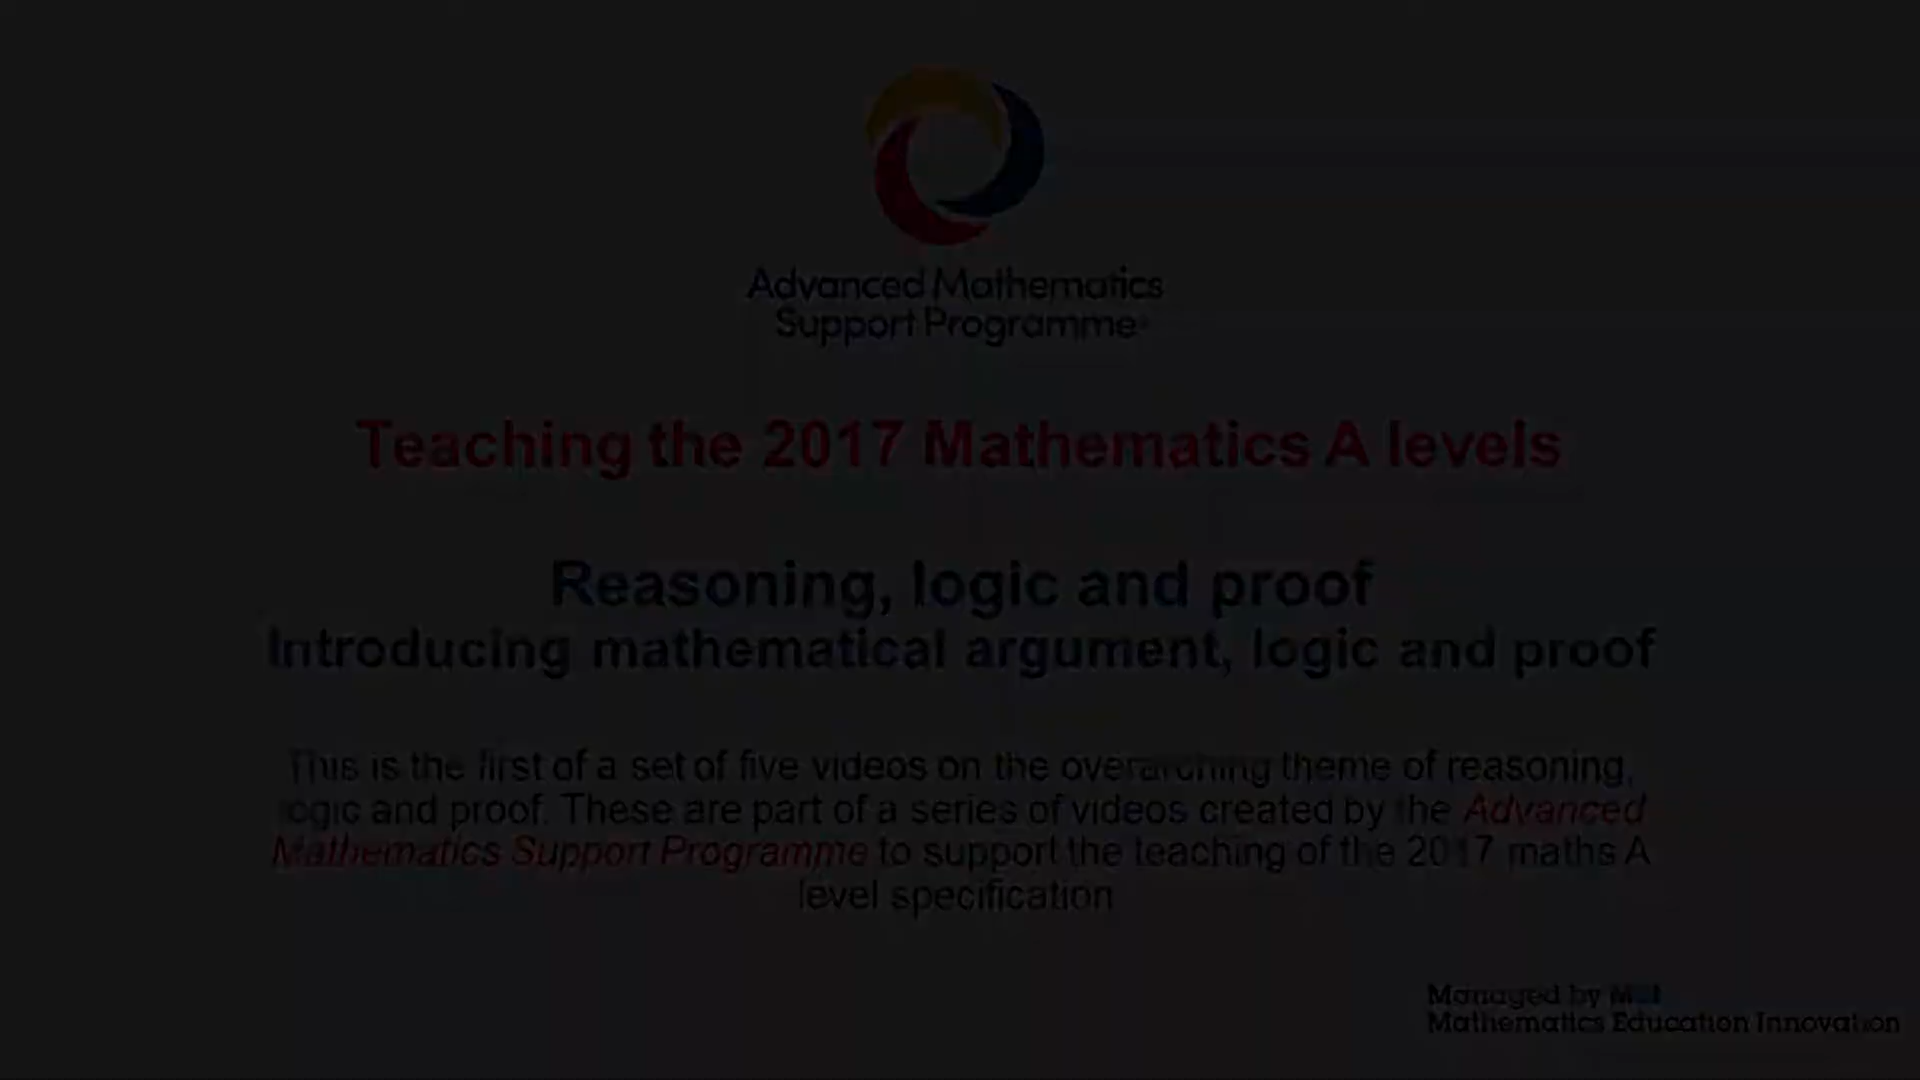 Advanced Mathematics
Support Programme
Teaching the 2017 Mathematics A levels
Reasoning, logic and proof
Introducing mathematical argument, logic and proof
This is the first of a set of five videos on the overarching theme of reasoning,
logic and proof. These are part of a series of videos created by the Advanced
Mathematics Support Programme to support the teaching of the 2017 maths A
level specification
Managed by MEI
Mathematics Education Innovation